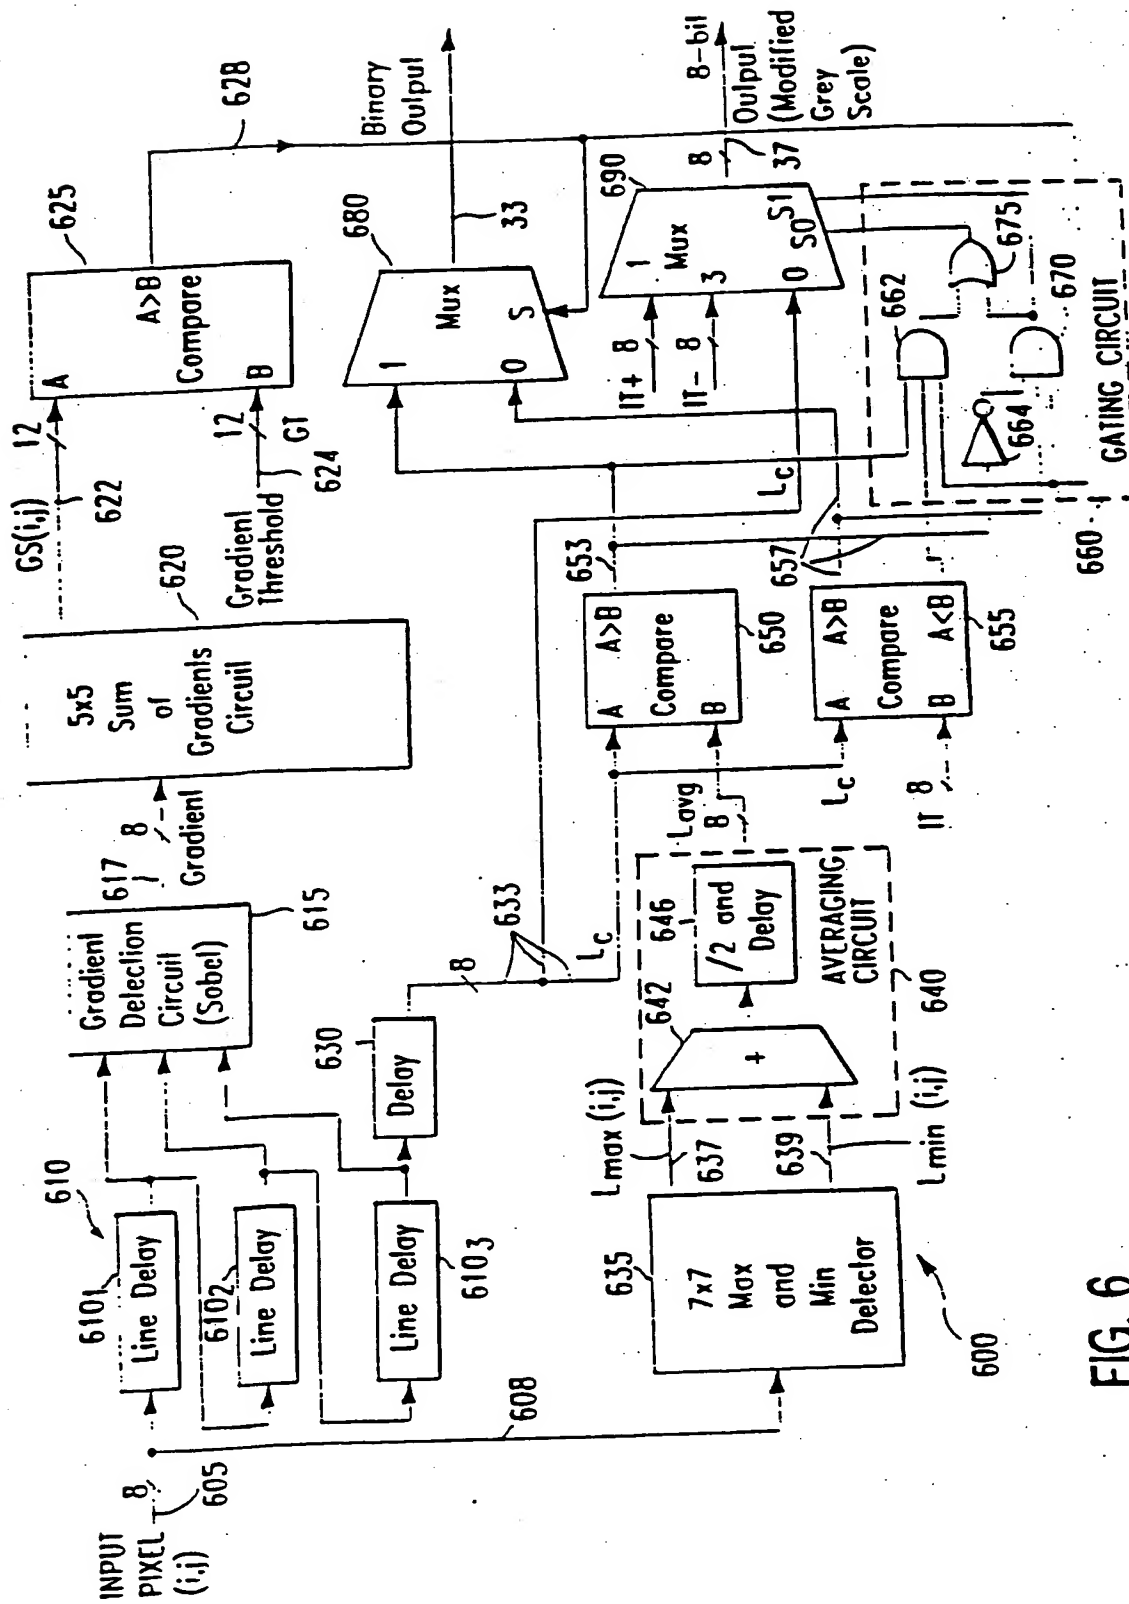 INPUT
PIXEL
(i,j)
8
605
608
610
610₁
Line Delay
610₂
Line Delay
610₃
Line Delay
630
Delay
Gradient
Detection
Circuit
(Sobel)
615
617
8
Gradient
5x5
Sum
of
Gradients
Circuit
620
GS(i,j)
12
622
Gradient
Threshold
624
12
GT
A
A>B
Compare
B
625
628
8
633
Lc
Lc
635
7x7
Max
and
Min
Detector
600
Lmax (i,j)
637
639
Lmin (i,j)
642
+
646
/2 and
Delay
AVERAGING
CIRCUIT
640
Lavg
8
A
A>B
Compare
B
650
653
Lc
IT
8
A
A>B
Compare
B
A<B
655
657
1
Mux
0
S
680
33
Binary
Output
IT+
8
IT-
8
1
Mux
3
0
S0
S1
690
8
37
8-bit
Output
(Modified
Grey
Scale)
660
662
664
670
675
GATING CIRCUIT
FIG. 6